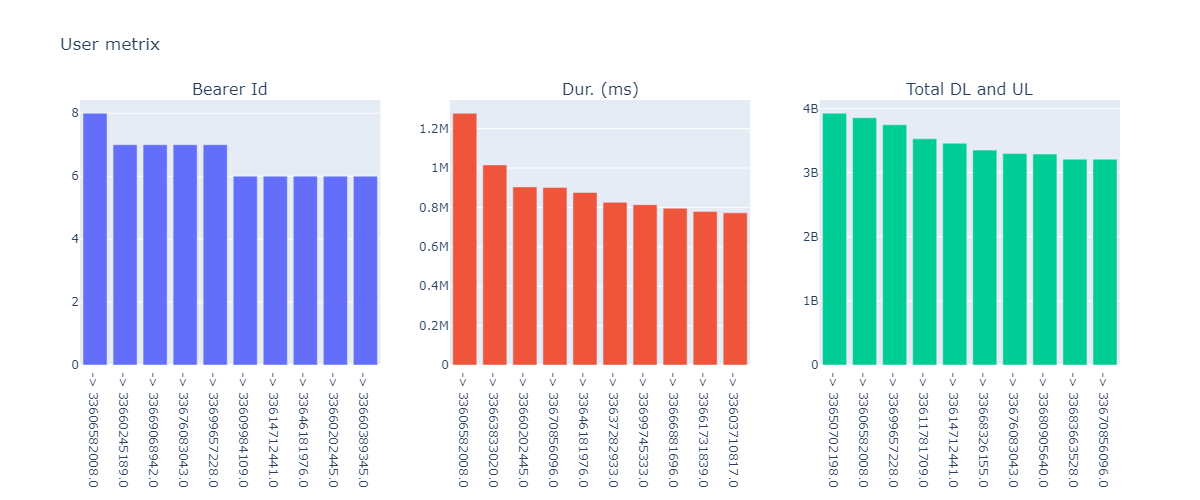 User metrix
Bearer Id
8
6
4
2
0
-> 33606582008.0
-> 33660245189.0
-> 33669068942.0
-> 33676083043.0
-> 33699657228.0
-> 33609984109.0
-> 33614712441.0
-> 33646181976.0
-> 33660202445.0
-> 33660389345.0
Dur. (ms)
1.2M
1M
0.8M
0.6M
0.4M
0.2M
0
-> 33606582008.0
-> 33663833020.0
-> 33660202445.0
-> 33670856096.0
-> 33646181976.0
-> 33637282933.0
-> 33699745333.0
-> 33668881696.0
-> 33661731839.0
-> 33603710817.0
Total DL and UL
4B
3B
2B
1B
0
-> 33650702198.0
-> 33606582008.0
-> 33699657228.0
-> 33611781709.0
-> 33614712441.0
-> 33668326155.0
-> 33676083043.0
-> 33680905640.0
-> 33683663528.0
-> 33670856096.0